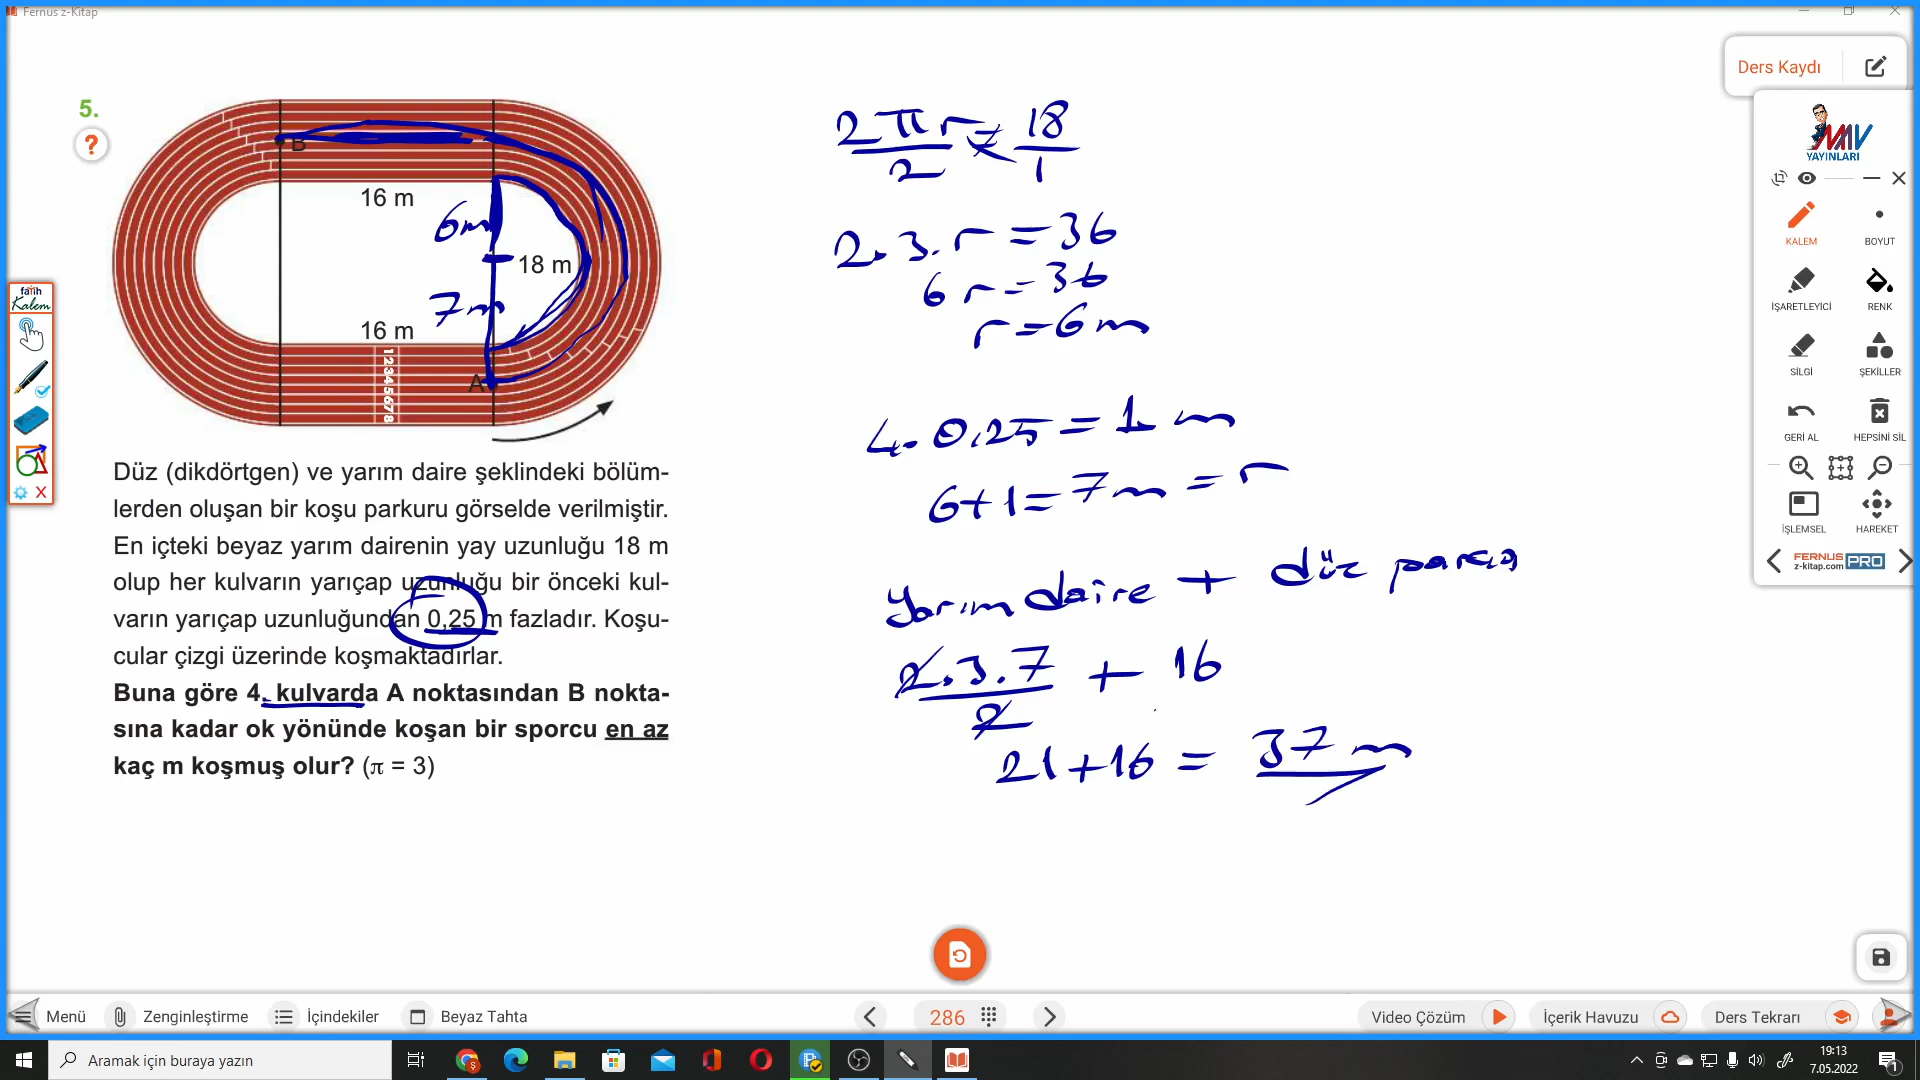 Fernus z-Kitap
Ders Kaydı
5.
?
B
16 m
6m
18 m
7m
16 m
12345678
A
Düz (dikdörtgen) ve yarım daire şeklindeki bölüm-
lerden oluşan bir koşu parkuru görselde verilmiştir.
En içteki beyaz yarım dairenin yay uzunluğu 18 m
olup her kulvarın yarıçap uzunluğu bir önceki kul-
varın yarıçap uzunluğundan 0,25 m fazladır. Koşu-
cular çizgi üzerinde koşmaktadırlar.
Buna göre 4. kulvarda A noktasından B nokta-
sına kadar ok yönünde koşan bir sporcu en az
kaç m koşmuş olur? (π = 3)
2πr/2 = 18/1
2.3.r = 36
6r = 36
r = 6m
4.0,25 = 1 m
6+1 = 7m = r
Yarım daire + düz parça
2.3.7/2 + 16
21+16 = 37 m
fatih
Kalem
X
MAV
YAYINLARI
KALEM
BOYUT
İŞARETLEYİCİ
RENK
SİLGİ
ŞEKİLLER
GERİ AL
HEPSİNİ SİL
İŞLEMSEL
HAREKET
FERNUS
z-kitap.com PRO
Menü
Zenginleştirme
İçindekiler
Beyaz Tahta
286
Video Çözüm
İçerik Havuzu
Ders Tekrarı
Aramak için buraya yazın
19:13
7.05.2022
1